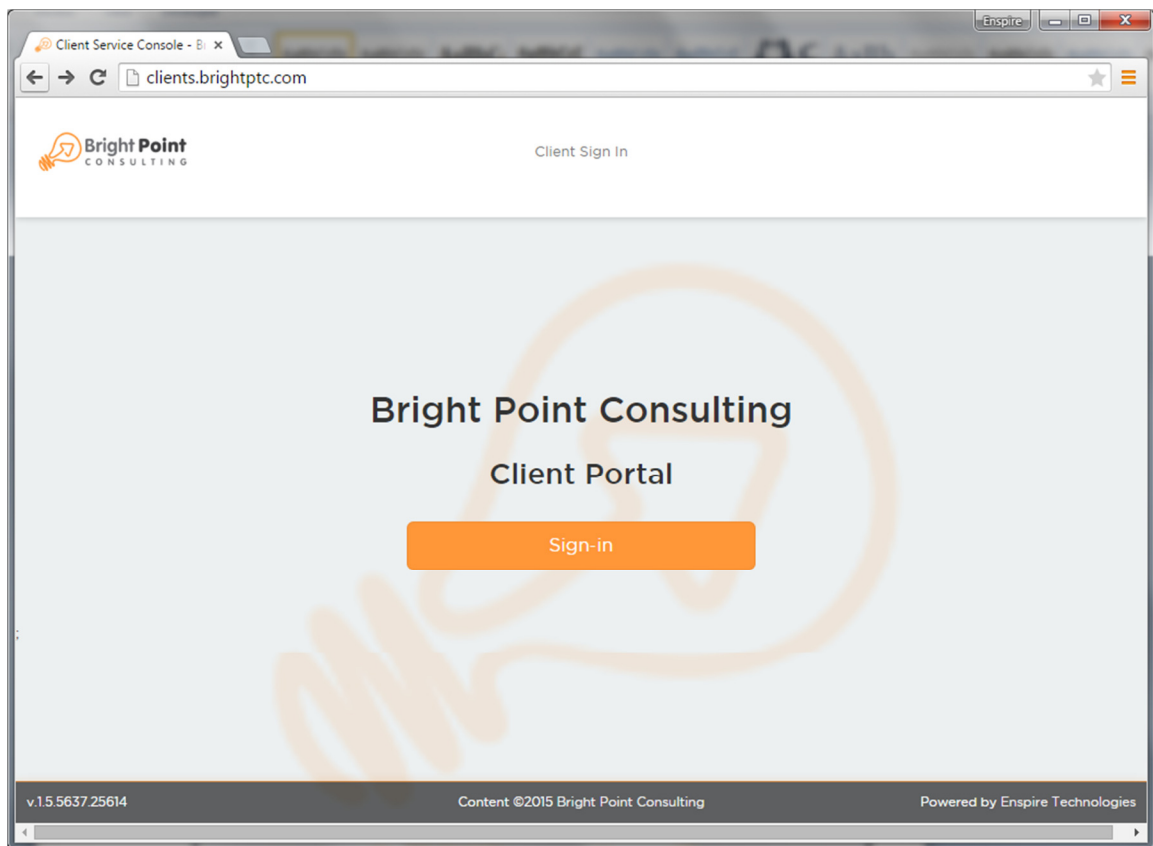 Enspire
Client Service Console - B
clients.brightptc.com
Bright Point
CONSULTING
Client Sign In
Bright Point Consulting
Client Portal
Sign-in
;
v.1.5.5637.25614
Content ©2015 Bright Point Consulting
Powered by Enspire Technologies